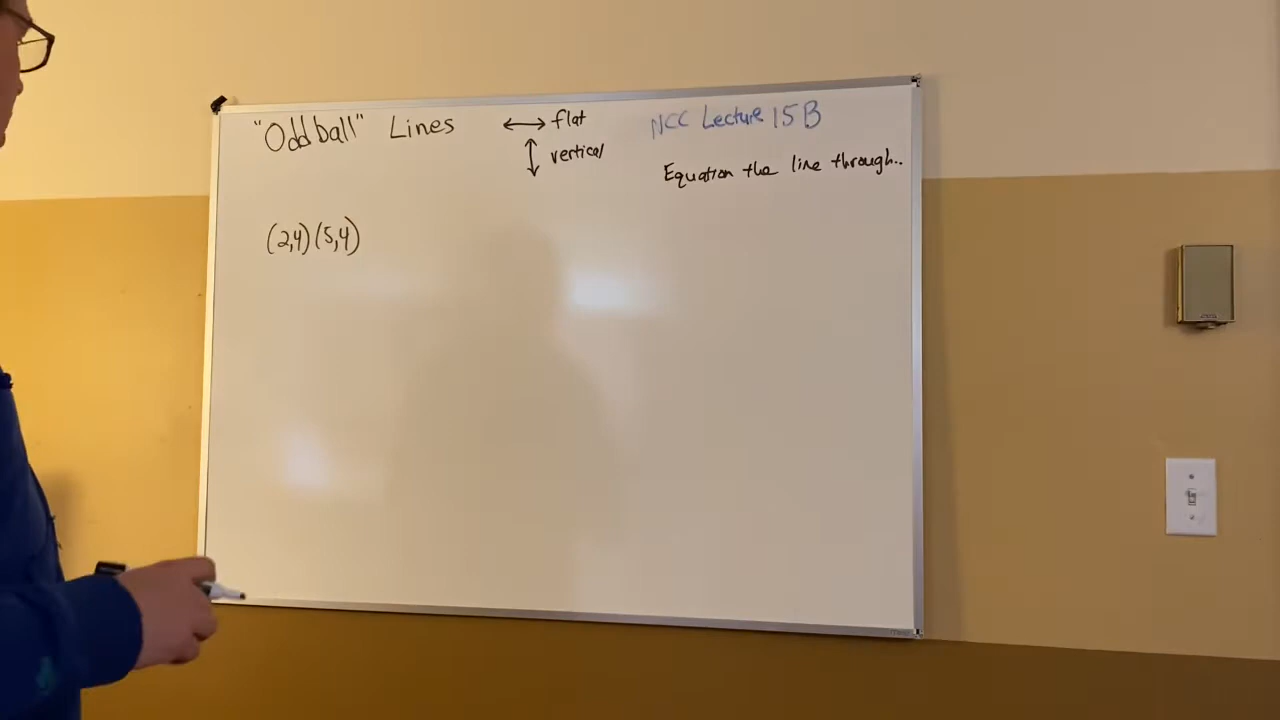 "Oddball" Lines
↔ flat
↕ vertical
NCC Lecture 15B
Equation the line through..
(2,4) (5,4)